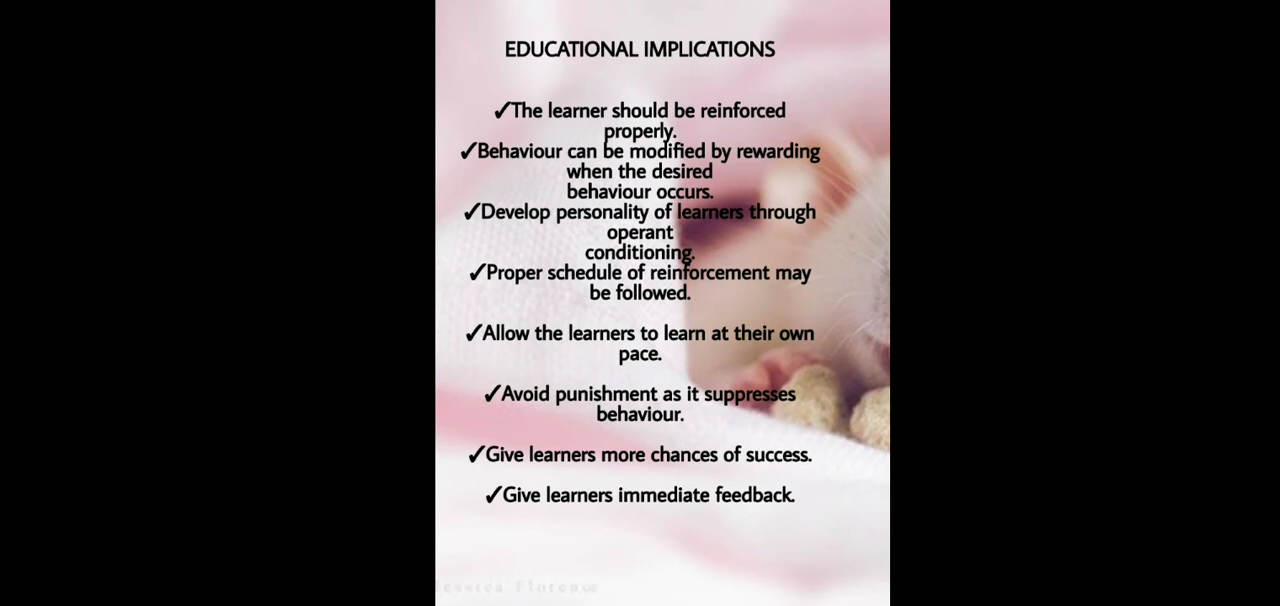 EDUCATIONAL IMPLICATIONS
✓The learner should be reinforced
properly.
✓Behaviour can be modified by rewarding
when the desired
behaviour occurs.
✓Develop personality of learners through
operant
conditioning.
✓Proper schedule of reinforcement may
be followed.
✓Allow the learners to learn at their own
pace.
✓Avoid punishment as it suppresses
behaviour.
✓Give learners more chances of success.
✓Give learners immediate feedback.